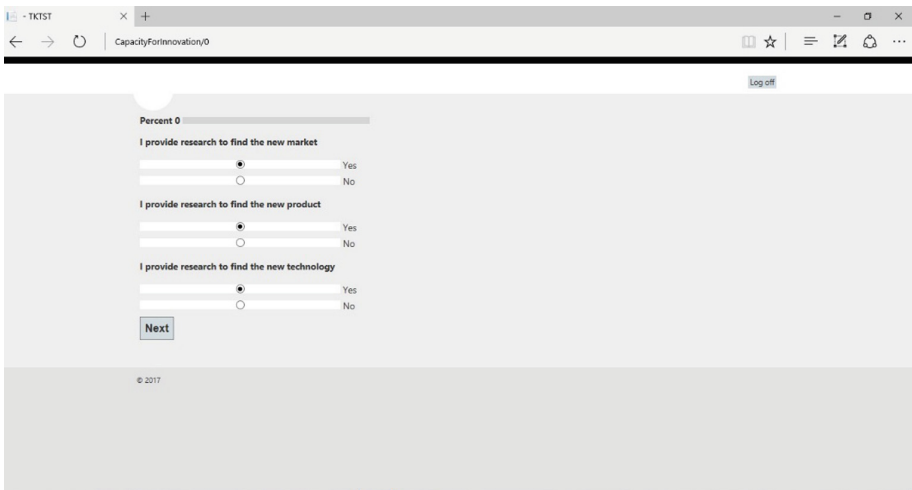 - TKTST
CapacityForInnovation/0
Log off
Percent 0
I provide research to find the new market
Yes
No
I provide research to find the new product
Yes
No
I provide research to find the new technology
Yes
No
Next
© 2017